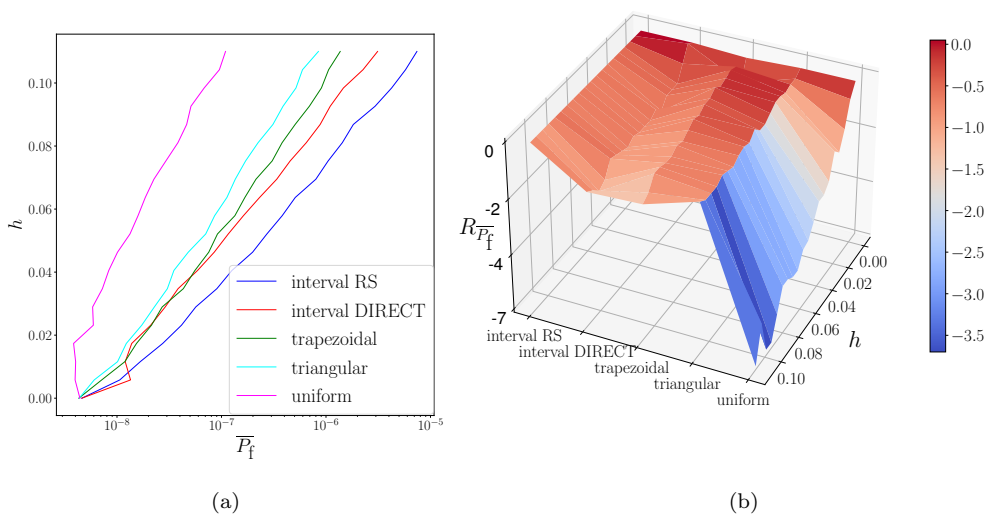 0.10
0.08
0.06
0.04
0.02
0.00
h
interval RS
interval DIRECT
trapezoidal
triangular
uniform
10⁻⁸ 10⁻⁷ 10⁻⁶ 10⁻⁵
P̅f
(a)
0
-2
-4
-7
R P̅f
interval RS
interval DIRECT
trapezoidal
triangular
uniform
0.00
0.02
0.04
0.06
0.08
0.10
h
0.0
−0.5
−1.0
−1.5
−2.0
−2.5
−3.0
−3.5
(b)